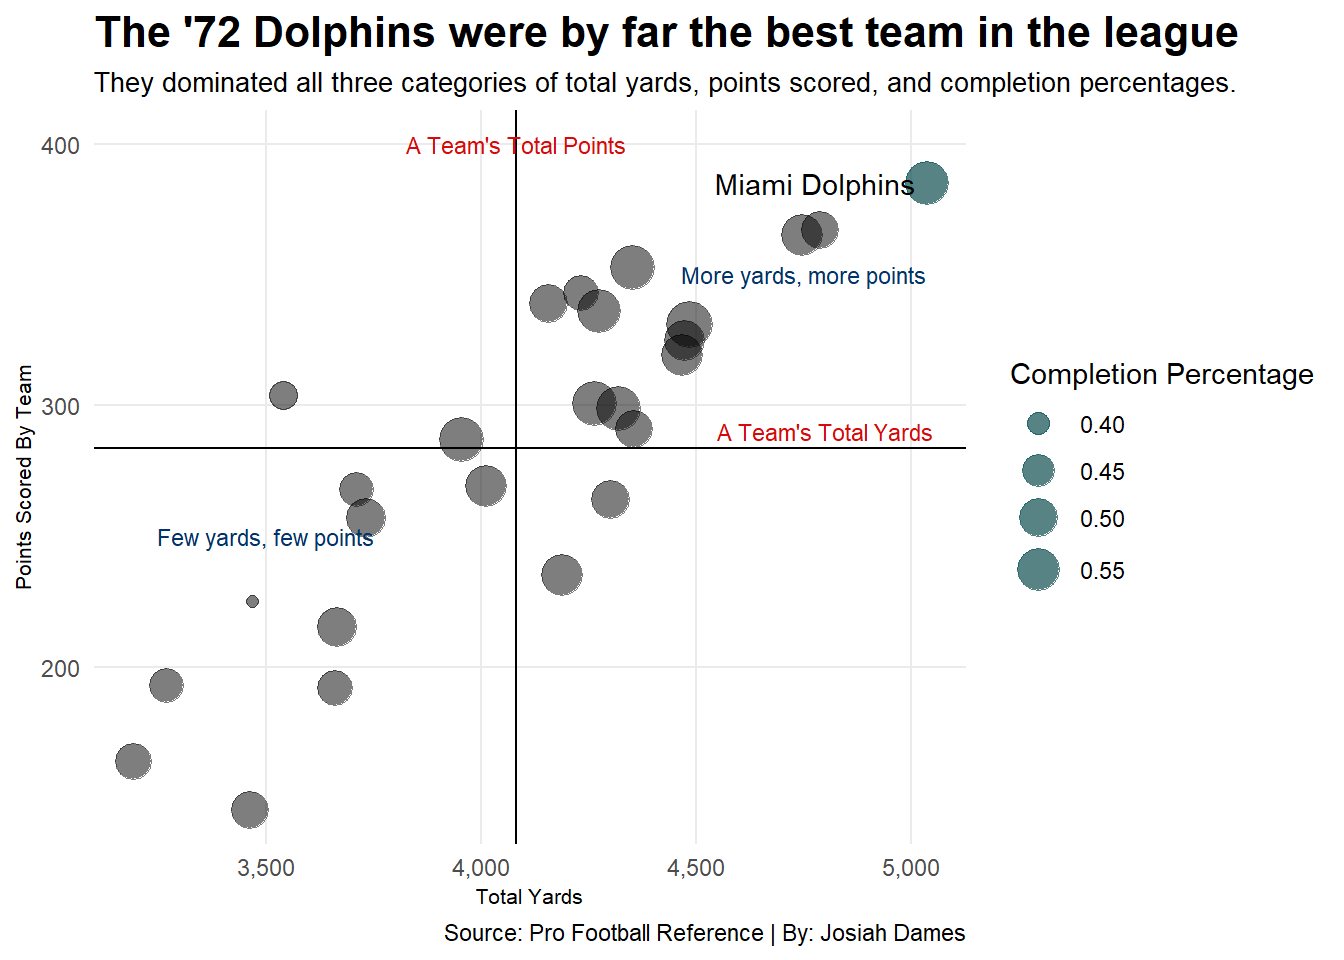 The '72 Dolphins were by far the best team in the league
They dominated all three categories of total yards, points scored, and completion percentages.
A Team's Total Points
400
Miami Dolphins
More yards, more points
Completion Percentage
300
0.40
A Team's Total Yards
0.45
Points Scored By Team
0.50
Few yards, few points
0.55
200
3,500
4,000
4,500
5,000
Total Yards
Source: Pro Football Reference | By: Josiah Dames